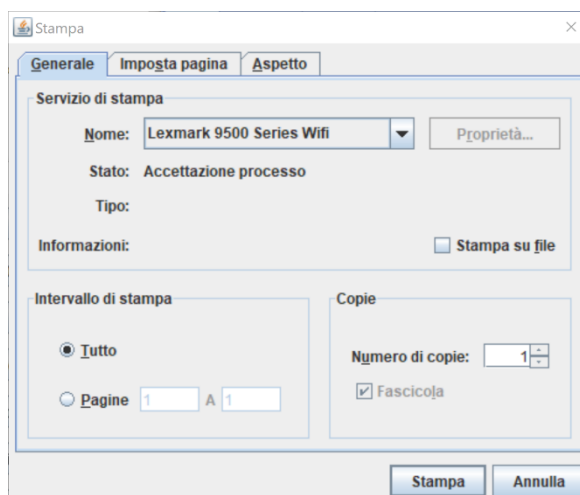 Stampa
Generale Imposta pagina Aspetto
Servizio di stampa
Nome: Lexmark 9500 Series Wifi Proprietà...
Stato: Accettazione processo
Tipo:
Informazioni: Stampa su file
Intervallo di stampa Copie
Tutto Numero di copie: 1
Pagine 1 A 1 Fascicola
Stampa Annulla